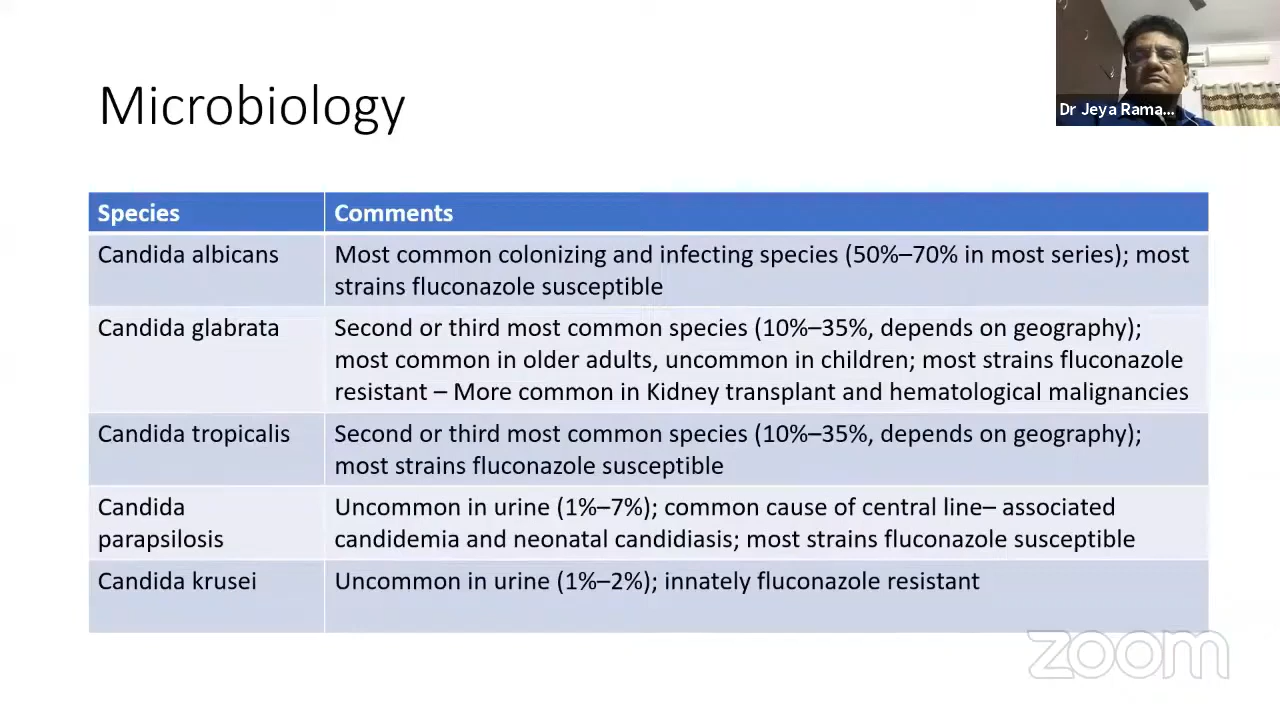 Microbiology
Dr Jeya Rama...
Species
Comments
Candida albicans
Most common colonizing and infecting species (50%–70% in most series); most
strains fluconazole susceptible
Candida glabrata
Second or third most common species (10%–35%, depends on geography);
most common in older adults, uncommon in children; most strains fluconazole
resistant – More common in Kidney transplant and hematological malignancies
Candida tropicalis
Second or third most common species (10%–35%, depends on geography);
most strains fluconazole susceptible
Candida
parapsilosis
Uncommon in urine (1%–7%); common cause of central line– associated
candidemia and neonatal candidiasis; most strains fluconazole susceptible
Candida krusei
Uncommon in urine (1%–2%); innately fluconazole resistant
zoom